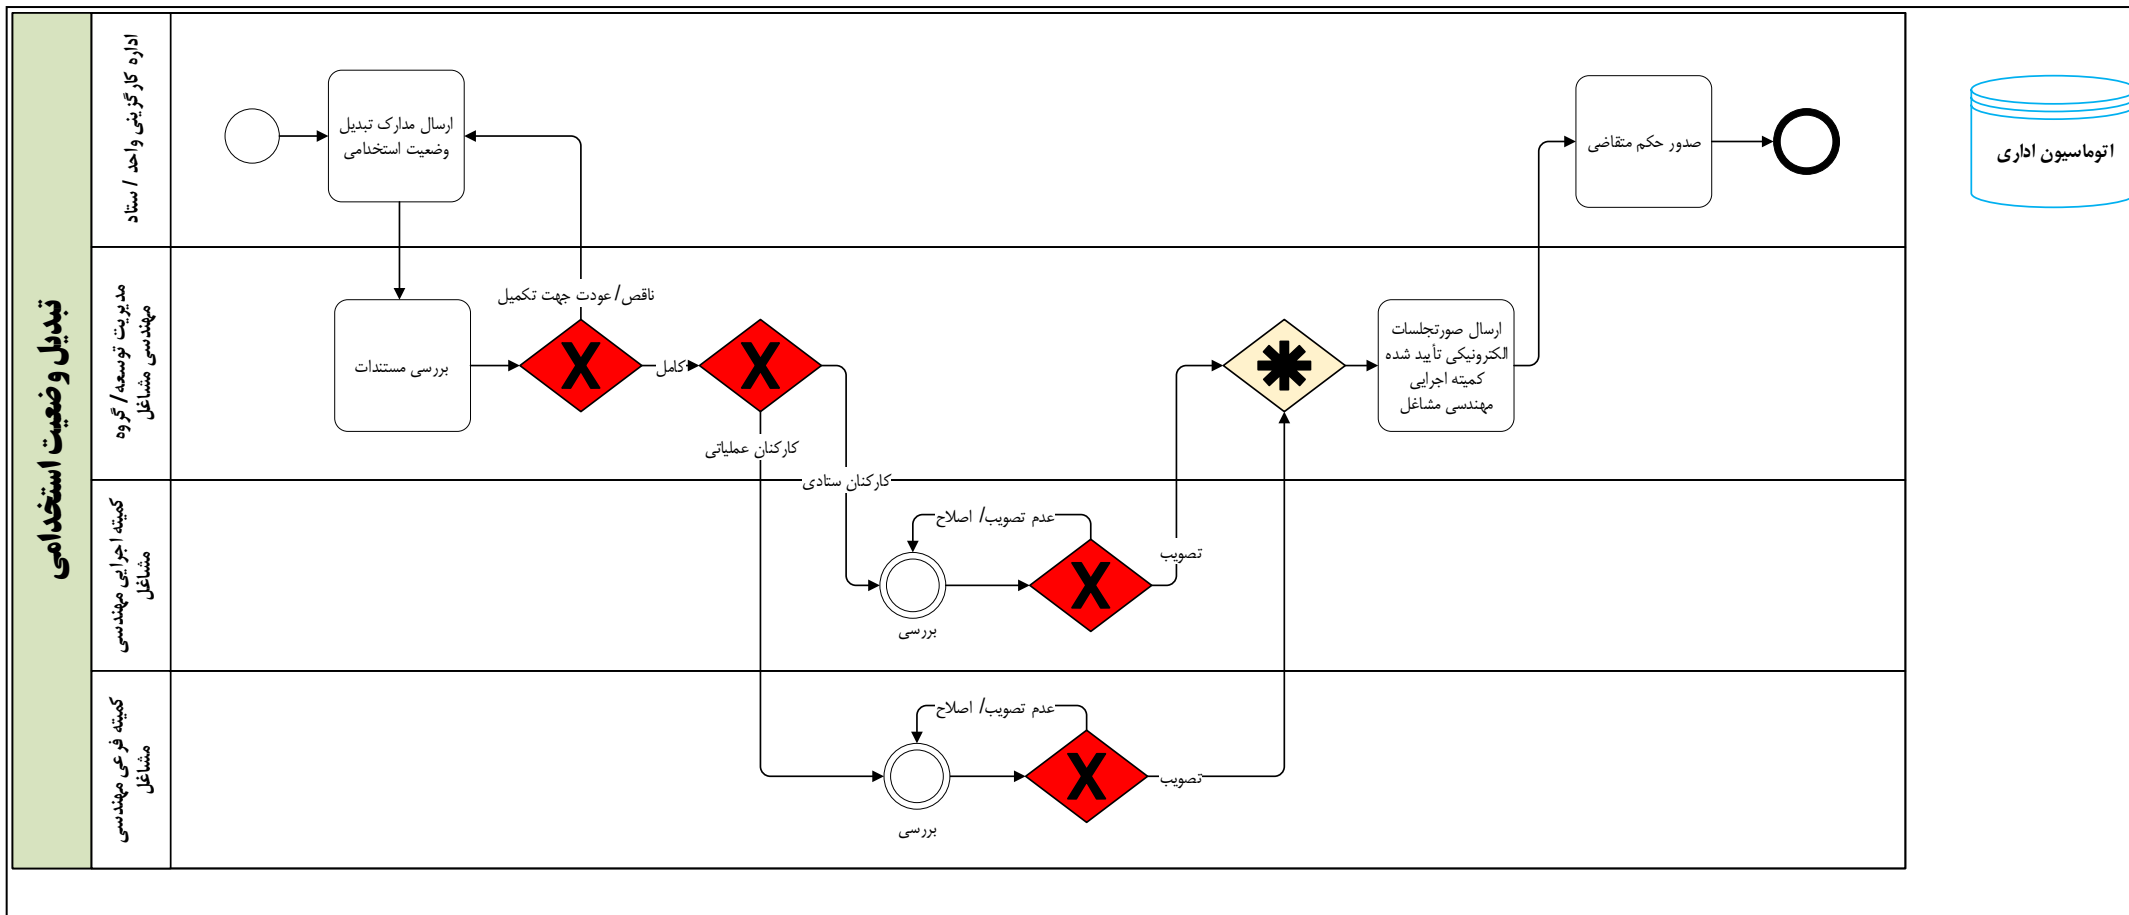 تبدیل وضعیت استخدامی
اداره کارگزینی واحد / ستاد
ارسال مدارک تبدیل
وضعیت استخدامی
صدور حکم متقاضی
اتوماسیون اداری
مدیریت توسعه/ گروه
مهندسی مشاغل
بررسی مستندات
ناقص/ عودت جهت تکمیل
کامل
کارکنان عملیاتی
کارکنان ستادی
ارسال صورتجلسات
الکترونیکی تأیید شده
کمیته اجرایی
مهندسی مشاغل
کمیته اجرایی مهندسی
مشاغل
عدم تصویب/ اصلاح
بررسی
تصویب
کمیته فرعی مهندسی
مشاغل
عدم تصویب/ اصلاح
بررسی
تصویب